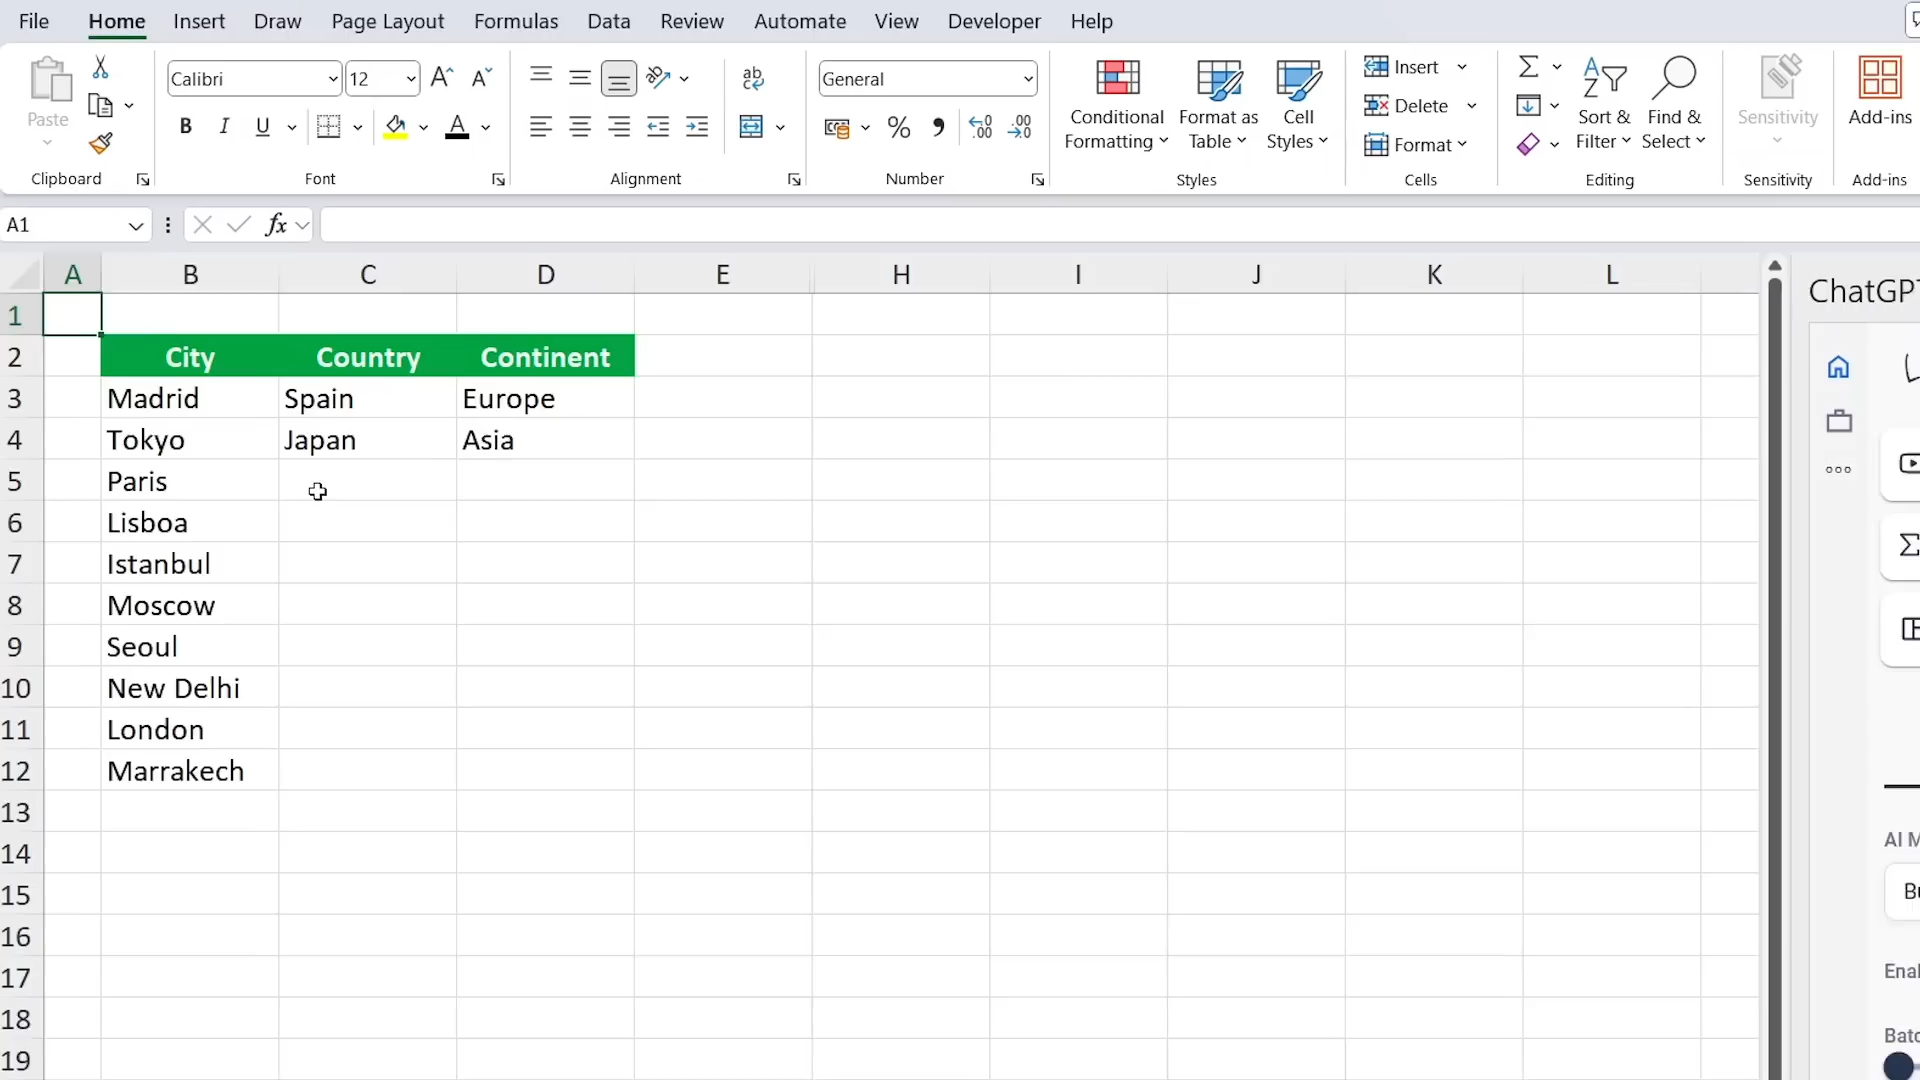 File Home Insert Draw Page Layout Formulas Data Review Automate View Developer Help
Calibri 12 General Insert
Paste Conditional Formatting Format as Table Cell Styles Delete Sort & Filter Find & Select Sensitivity Add-ins
B I U Format
Clipboard Font Alignment Number Styles Cells Editing Sensitivity Add-ins
A1 fx
A B C D E H I J K L
1
2 City Country Continent
3 Madrid Spain Europe
4 Tokyo Japan Asia
5 Paris
6 Lisboa
7 Istanbul
8 Moscow
9 Seoul
10 New Delhi
11 London
12 Marrakech
13
14
15
16
17
18
19